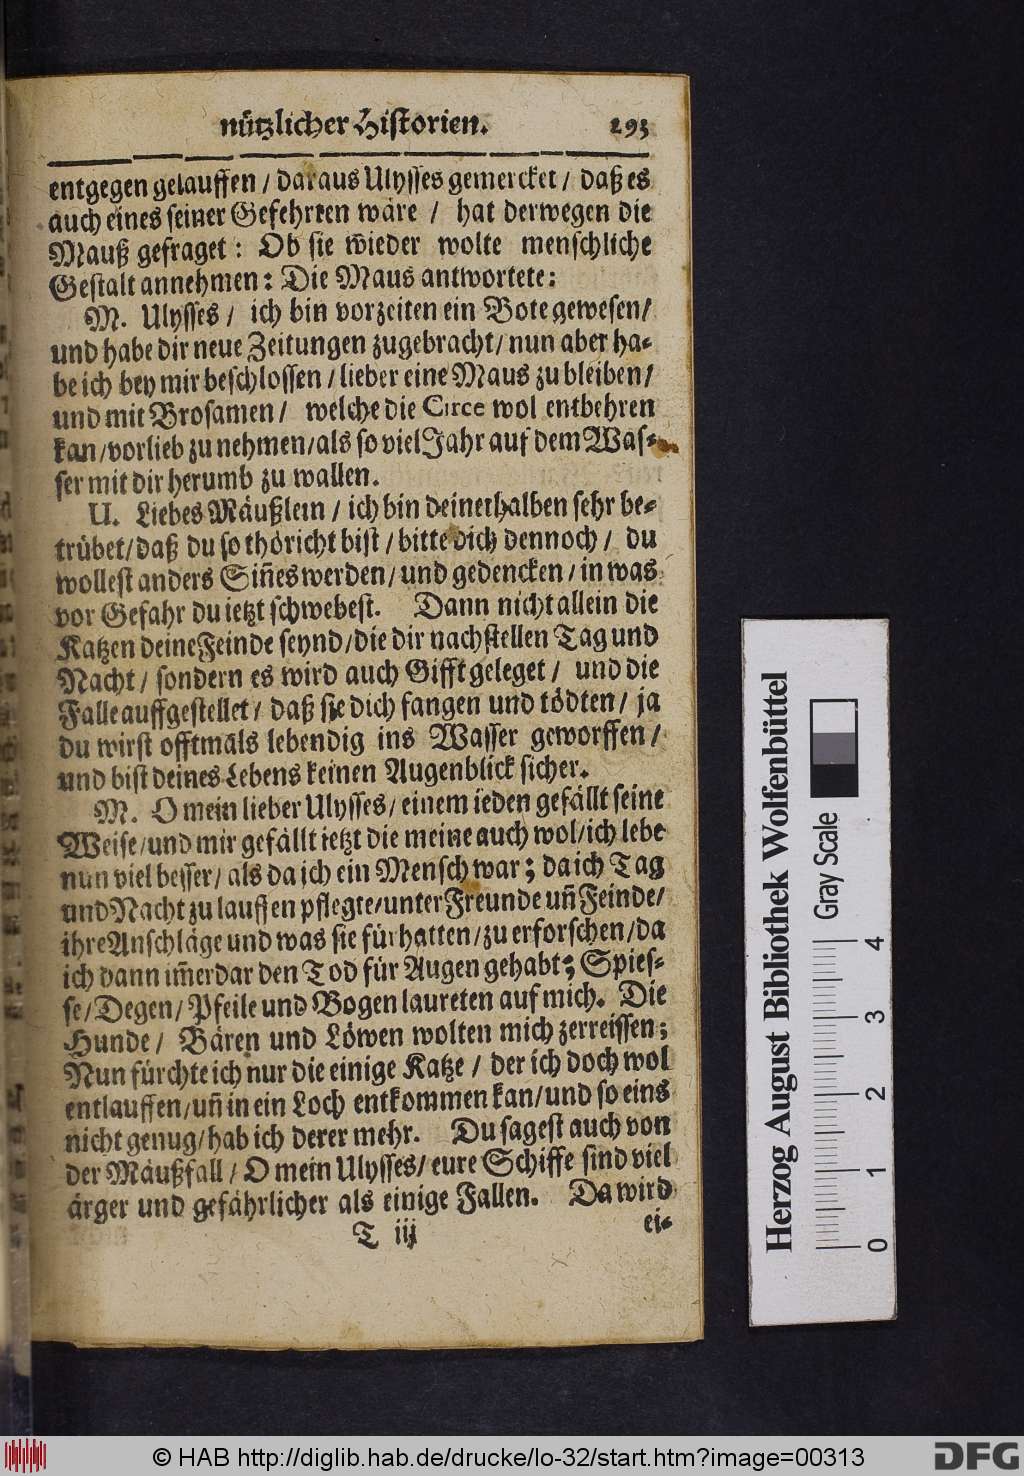 nützlicher Historien. 293
entgegen gelauffen / daraus Ulysses gemercket / daß es
auch eines seiner Gefehrten wäre / hat derwegen die
Mauß gefraget: Ob sie wieder wolte menschliche
Gestalt annehmen: Die Maus antwortete:
M. Ulysses / ich bin vorzeiten ein Bote gewesen /
und habe dir neue Zeitungen zugebracht / nun aber ha-
be ich bey mir beschlossen / lieber eine Maus zu bleiben /
und mit Brosamen / welche die Circe wol entbehren
kan / vorlieb zu nehmen / als so viel Jahr auf dem Was-
ser mit dir herumb zu wallen.
U. Liebes Mäußlein / ich bin deinethalben sehr be-
trübet / daß du so thöricht bist / bitte dich dennoch / du
wollest anders Siñes werden / und gedencken / in was
vor Gefahr du ietzt schwebest. Dann nicht allein die
Katzen deine Feinde seynd / die dir nachstellen Tag und
Nacht / sondern es wird auch Gifft geleget / und die
Falle auffgestellet / daß sie dich fangen und tödten / ja
du wirst offtmals lebendig ins Wasser geworffen /
und bist deines Lebens keinen Augenblick sicher.
M. O mein lieber Ulysses / einem ieden gefällt seine
Weise / und mir gefällt ietzt die meine auch wol / ich lebe
nun viel besser / als da ich ein Mensch war; da ich Tag
und Nacht zu lauffen pflegte / unter Freunde uñ Feinde /
ihre Anschläge und was sie für hatten / zu erforschen / da
ich dann im̃erdar den Tod für Augen gehabt; Spies-
se / Degen / Pfeile und Bogen laureten auf mich. Die
Hunde / Bären und Löwen wolten mich zerreissen;
Nun fürchte ich nur die einige Katze / der ich doch wol
entlauffen / uñ in ein Loch entkommen kan / und so eins
nicht genug / hab ich derer mehr. Du sagest auch von
der Mäußfall / O mein Ulysses / eure Schiffe sind viel
ärger und gefährlicher als einige Fallen. Da wird
T iij ei-
Herzog August Bibliothek Wolfenbüttel
Gray Scale
0 1 2 3 4
© HAB http://diglib.hab.de/drucke/lo-32/start.htm?image=00313
DFG